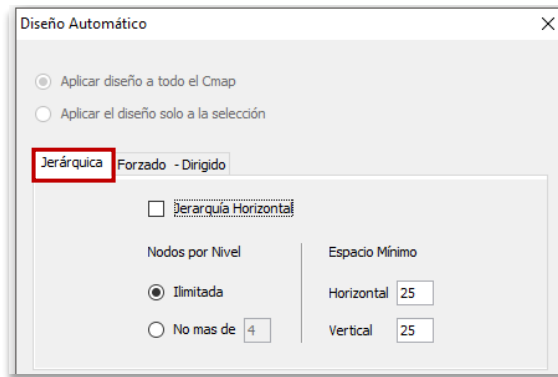 Diseño Automático
Aplicar diseño a todo el Cmap
Aplicar el diseño solo a la selección
Jerárquica Forzado - Dirigido
Jerarquía Horizontal
Nodos por Nivel Espacio Mínimo
Ilimitada Horizontal 25
No mas de 4 Vertical 25